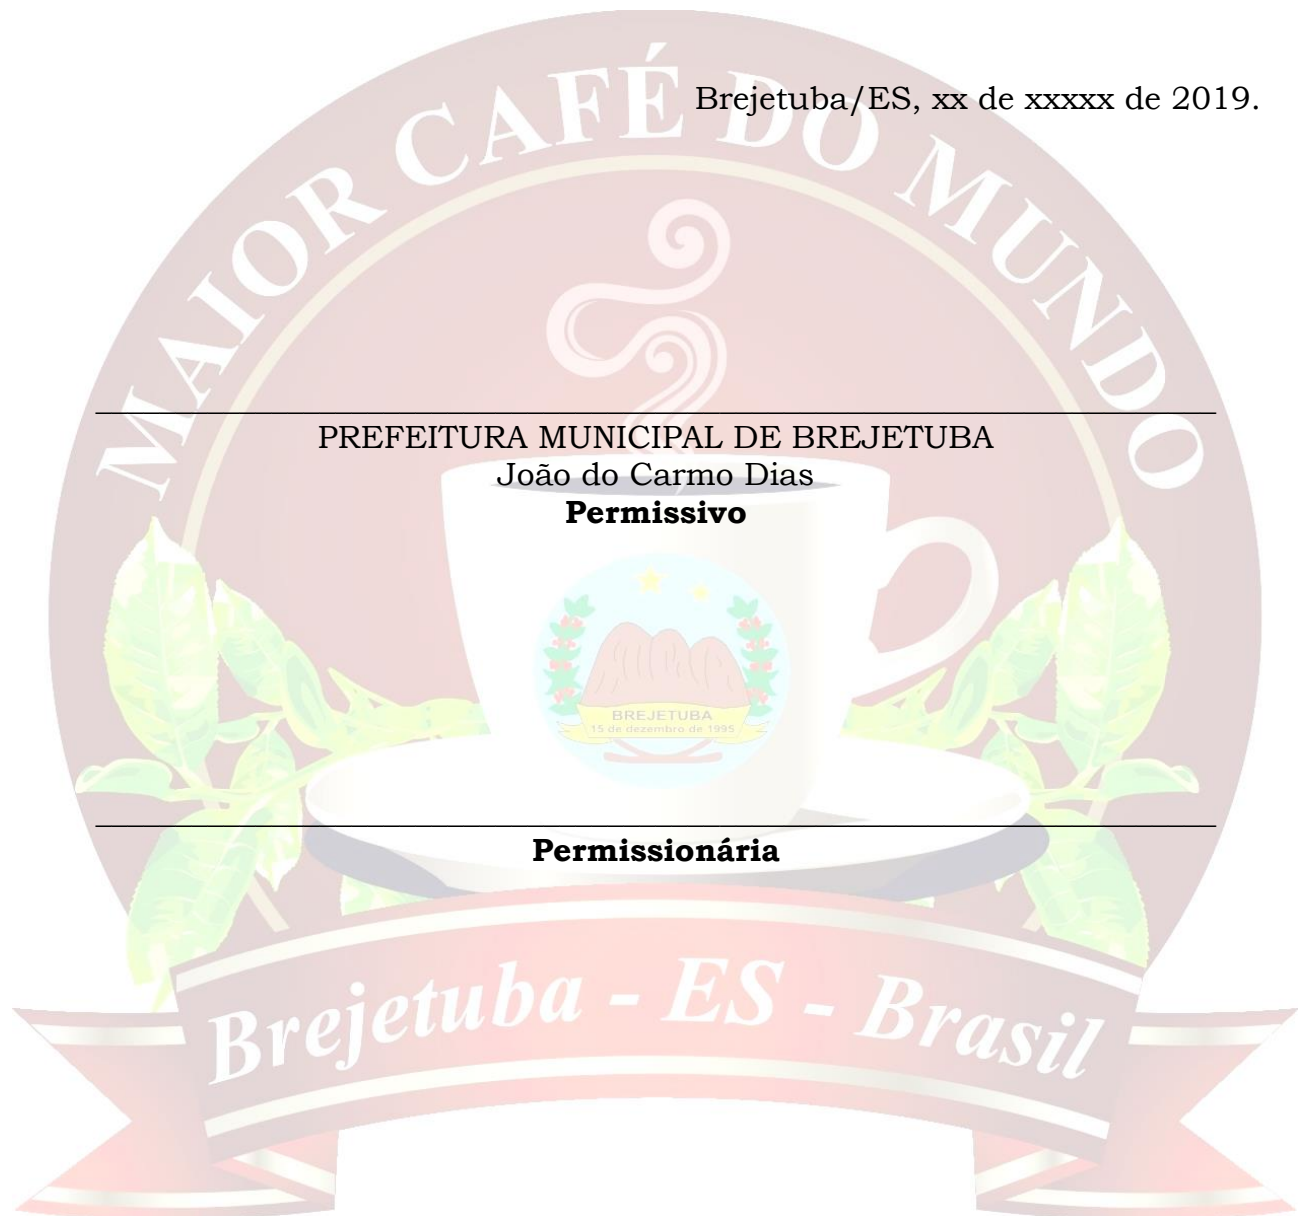 MAIOR CAFÉ DO MUNDO
Brejetuba/ES, xx de xxxxx de 2019.
PREFEITURA MUNICIPAL DE BREJETUBA
João do Carmo Dias
Permissivo
BREJETUBA
15 de dezembro de 1995
Permissionária
Brejetuba - ES - Brasil